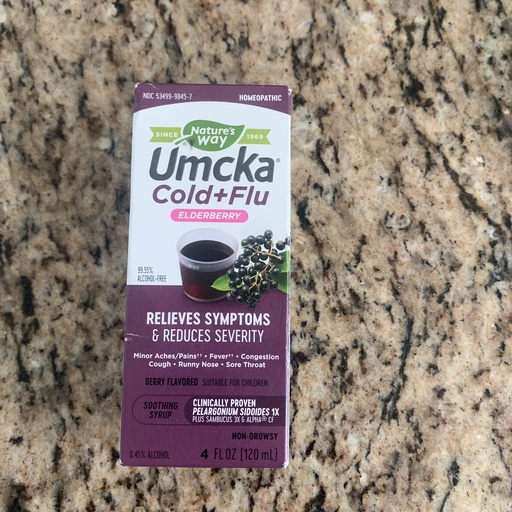 NDC 53499-9845-7 HOMEOPATHIC
SINCE Nature's Way 1969
Umcka®
Cold+Flu
ELDERBERRY
99.55%
ALCOHOL-FREE
RELIEVES SYMPTOMS
& REDUCES SEVERITY
Minor Aches/Pains†† • Fever†† • Congestion
Cough • Runny Nose • Sore Throat
BERRY FLAVORED SUITABLE FOR CHILDREN
SOOTHING
SYRUP
CLINICALLY PROVEN
PELARGONIUM SIDOIDES 1X
PLUS SAMBUCUS 3X & ALPHA® CF
NON-DROWSY
0.45% ALCOHOL 4 FL OZ (120 mL)